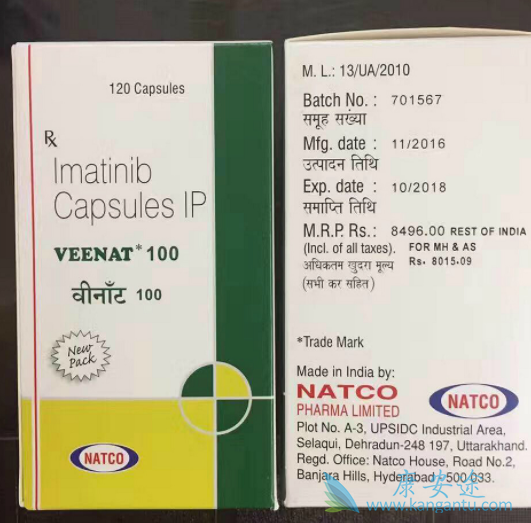 120 Capsules
Rx
Imatinib
Capsules IP
VEENAT* 100
वीनाँट 100
New
Pack
NATCO
M. L.: 13/UA/2010
Batch No. : 701567
समूह सख्या
Mfg. date : 11/2016
उत्पादन तिथि
Exp. date : 10/2018
समाप्ति तिथि
M.R.P. Rs.: 8496.00 REST OF INDIA
(Incl. of all taxes). FOR MH & AS
अधिकतम खुदरा मूल्य Rs. 8015.09
(सभी कर सहित)
*Trade Mark
Made in India by:
NATCO
PHARMA LIMITED
NATCO
Plot No. A-3, UPSIDC Industrial Area,
Selaqui, Dehradun-248 197, Uttarakhand.
Regd. Office: Natco House, Road No.2,
Banjara Hills, Hyderabad - 500 033.
康安途
www.kangantu.com